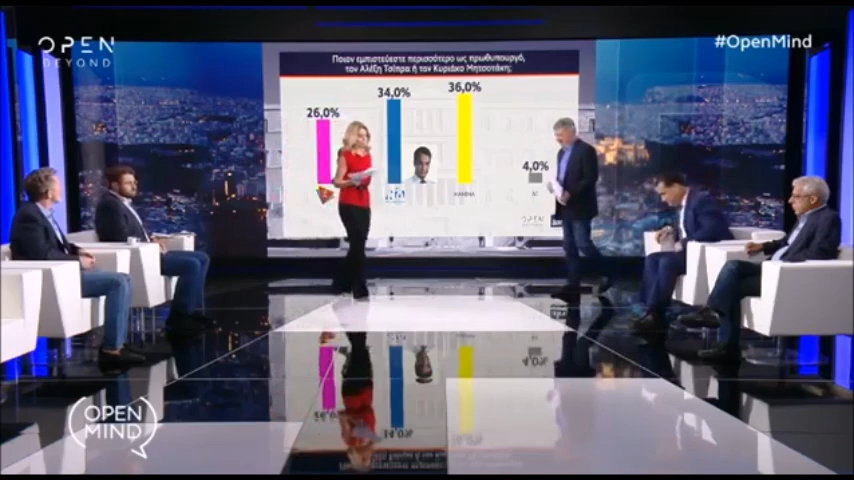 OPEN
BEYOND
#OpenMind
Ποιον εμπιστεύεστε περισσότερο ως πρωθυπουργό,
τον Αλέξη Τσίπρα ή τον Κυριάκο Μητσοτάκη;
26,0%
34,0%
36,0%
4,0%
ΝΔ
ΚΑΝΕΝΑ
ΔΓ
OPEN
OPEN
MIND